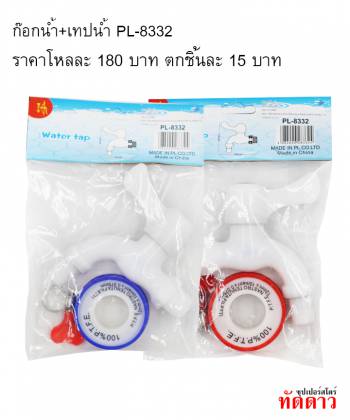 ก๊อกน้ำ+เทปน้ำ PL-8332
ราคาโหลละ 180 บาท ตกชิ้นละ 15 บาท
Water tap
PL-8332
MADE IN PL.CO.LTD
Made in China
PL-8332
MADE IN PL.CO.LTD
Made in China
100% P.T.F.E.
100% P.T.F.E.
ซุปเปอร์สโตร์
ทัดดาว